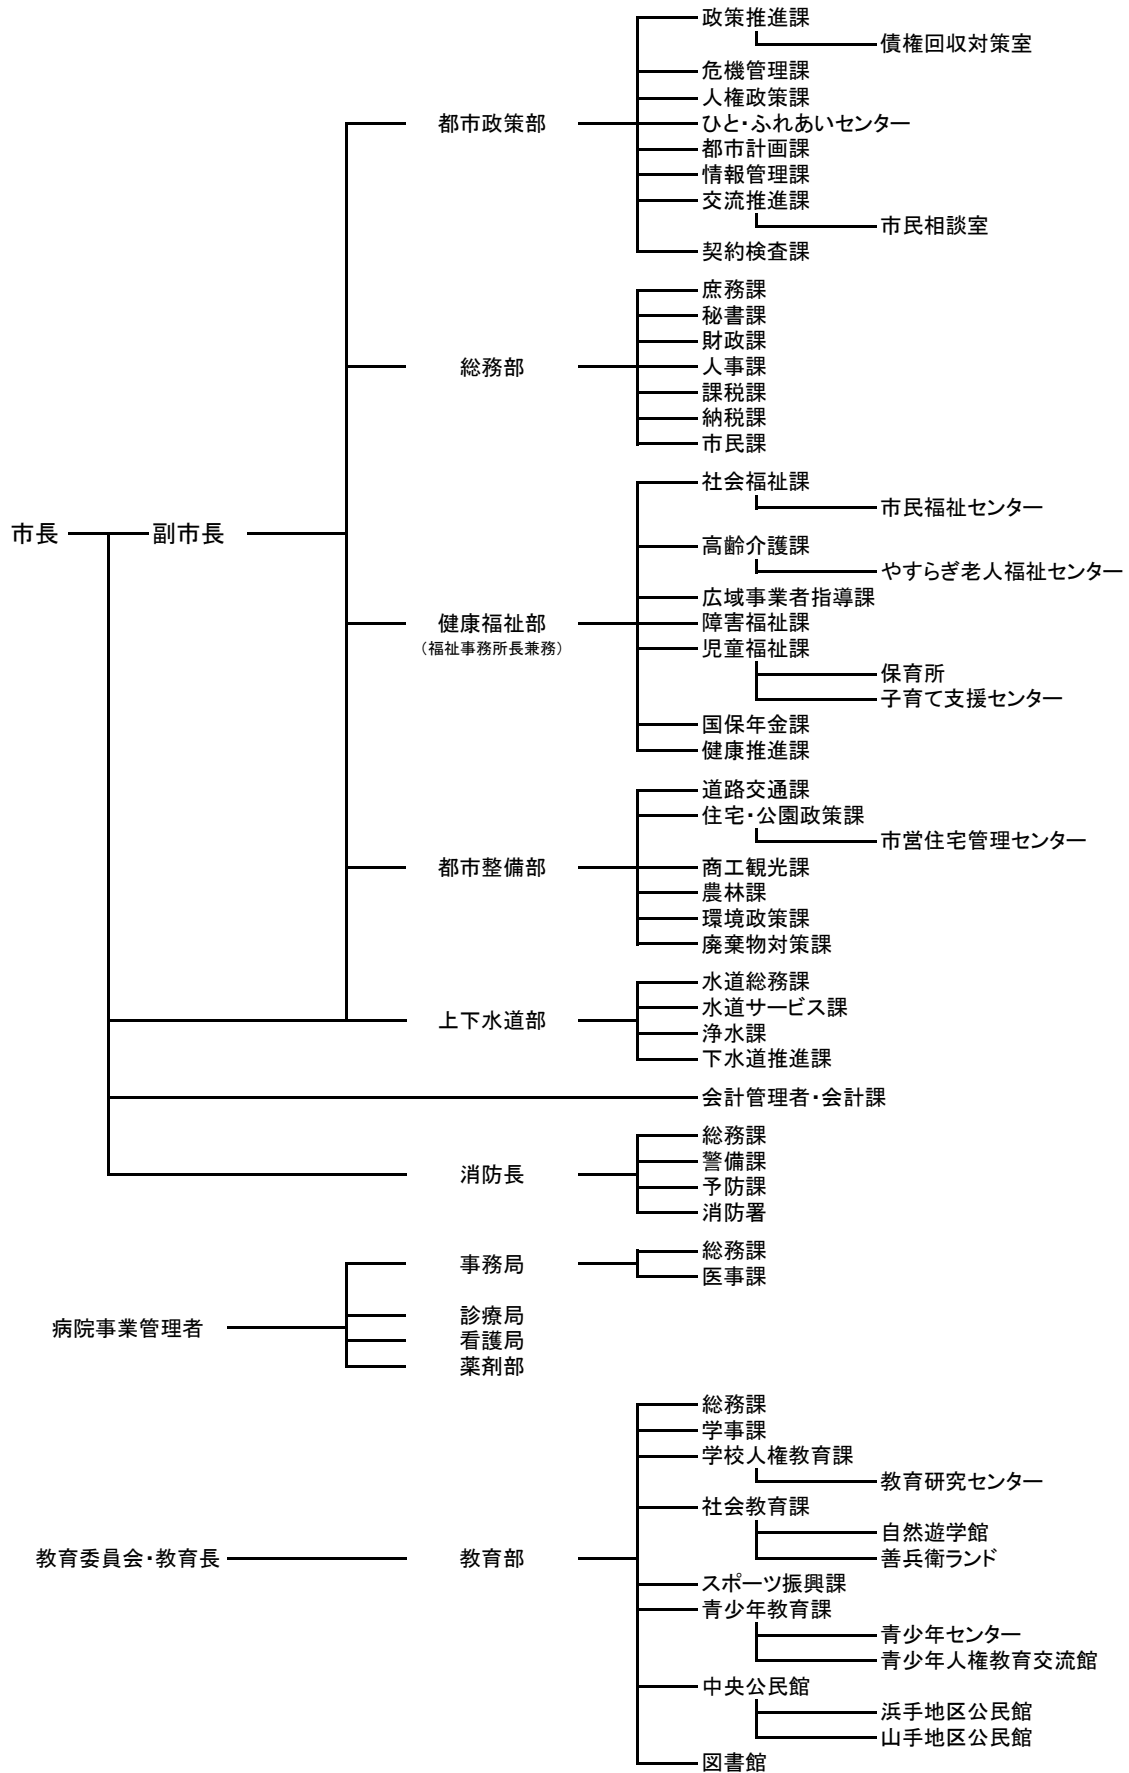 政策推進課
債権回収対策室
危機管理課
人権政策課
都市政策部
ひと・ふれあいセンター
都市計画課
情報管理課
交流推進課
市民相談室
契約検査課
庶務課
秘書課
財政課
総務部
人事課
課税課
納税課
市民課
社会福祉課
市民福祉センター
市長
副市長
高齢介護課
やすらぎ老人福祉センター
広域事業者指導課
健康福祉部
(福祉事務所長兼務)
障害福祉課
児童福祉課
保育所
子育て支援センター
国保年金課
健康推進課
道路交通課
住宅・公園政策課
市営住宅管理センター
都市整備部
商工観光課
農林課
環境政策課
廃棄物対策課
水道総務課
水道サービス課
上下水道部
浄水課
下水道推進課
会計管理者・会計課
総務課
警備課
消防長
予防課
消防署
総務課
事務局
医事課
病院事業管理者
診療局
看護局
薬剤部
総務課
学事課
学校人権教育課
教育研究センター
社会教育課
自然遊学館
教育委員会・教育長
教育部
善兵衛ランド
スポーツ振興課
青少年教育課
青少年センター
青少年人権教育交流館
中央公民館
浜手地区公民館
山手地区公民館
図書館